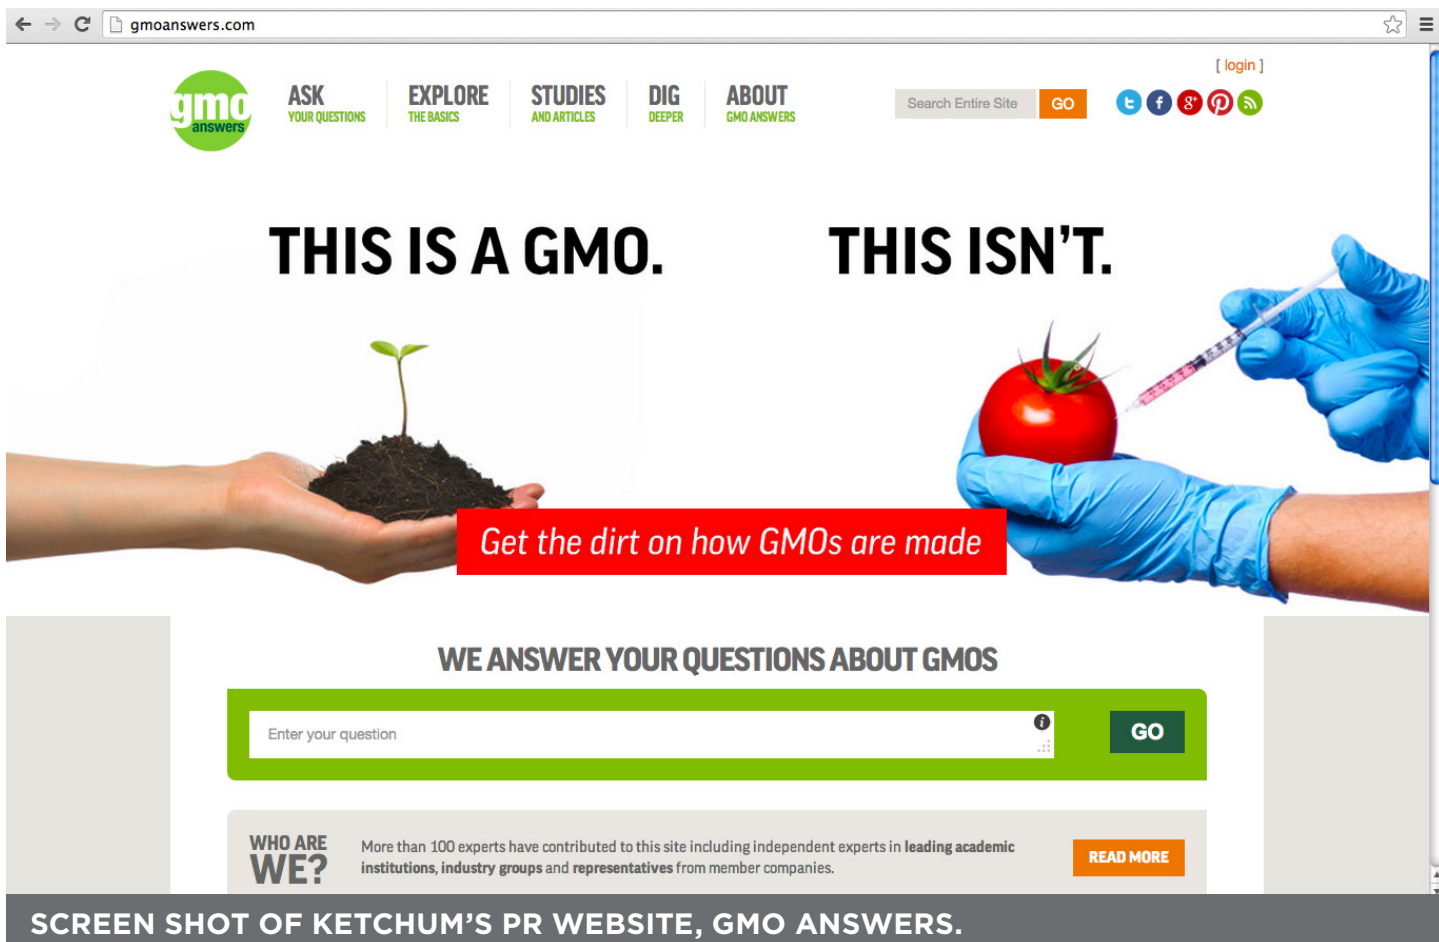 gmoanswers.com
[ login ]
gmo
answers
ASK
YOUR QUESTIONS
EXPLORE
THE BASICS
STUDIES
AND ARTICLES
DIG
DEEPER
ABOUT
GMO ANSWERS
Search Entire Site
GO
THIS IS A GMO.
THIS ISN'T.
Get the dirt on how GMOs are made
WE ANSWER YOUR QUESTIONS ABOUT GMOS
Enter your question
GO
WHO ARE
WE?
More than 100 experts have contributed to this site including independent experts in leading academic
institutions, industry groups and representatives from member companies.
READ MORE
SCREEN SHOT OF KETCHUM'S PR WEBSITE, GMO ANSWERS.